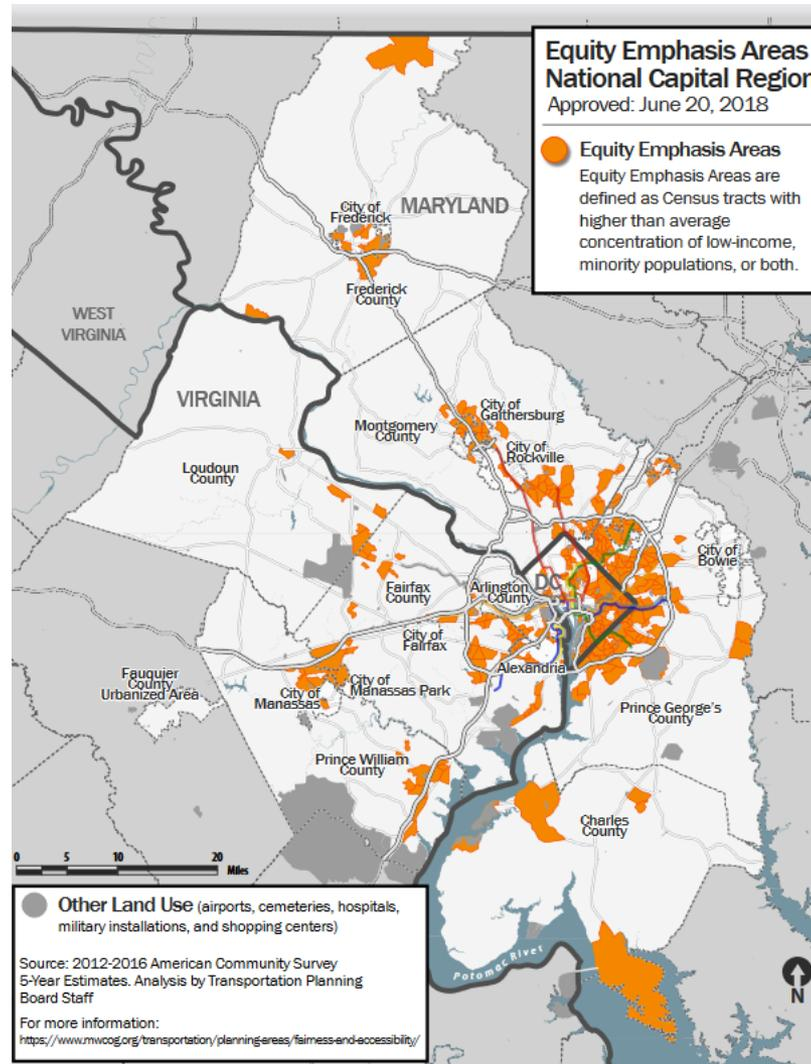 Equity Emphasis Areas
National Capital Region
Approved: June 20, 2018
Equity Emphasis Areas
Equity Emphasis Areas are
defined as Census tracts with
higher than average
concentration of low-income,
minority populations, or both.
City of
Frederick
MARYLAND
Frederick
County
WEST
VIRGINIA
VIRGINIA
City of
Gaithersburg
Montgomery
County
City of
Rockville
Loudoun
County
City of
Bowie
DC
Arlington
County
Fairfax
County
City of
Fairfax
Alexandria
Fauquier
County
Urbanized Area
City of
Manassas Park
City of
Manassas
Prince George's
County
Prince William
County
Charles
County
0 5 10 20
Miles
Other Land Use (airports, cemeteries, hospitals,
military installations, and shopping centers)
Source: 2012-2016 American Community Survey
5-Year Estimates. Analysis by Transportation Planning
Board Staff
For more information:
https://www.mwcog.org/transportation/planning-areas/fairness-and-accessibility/
Potomac River
N